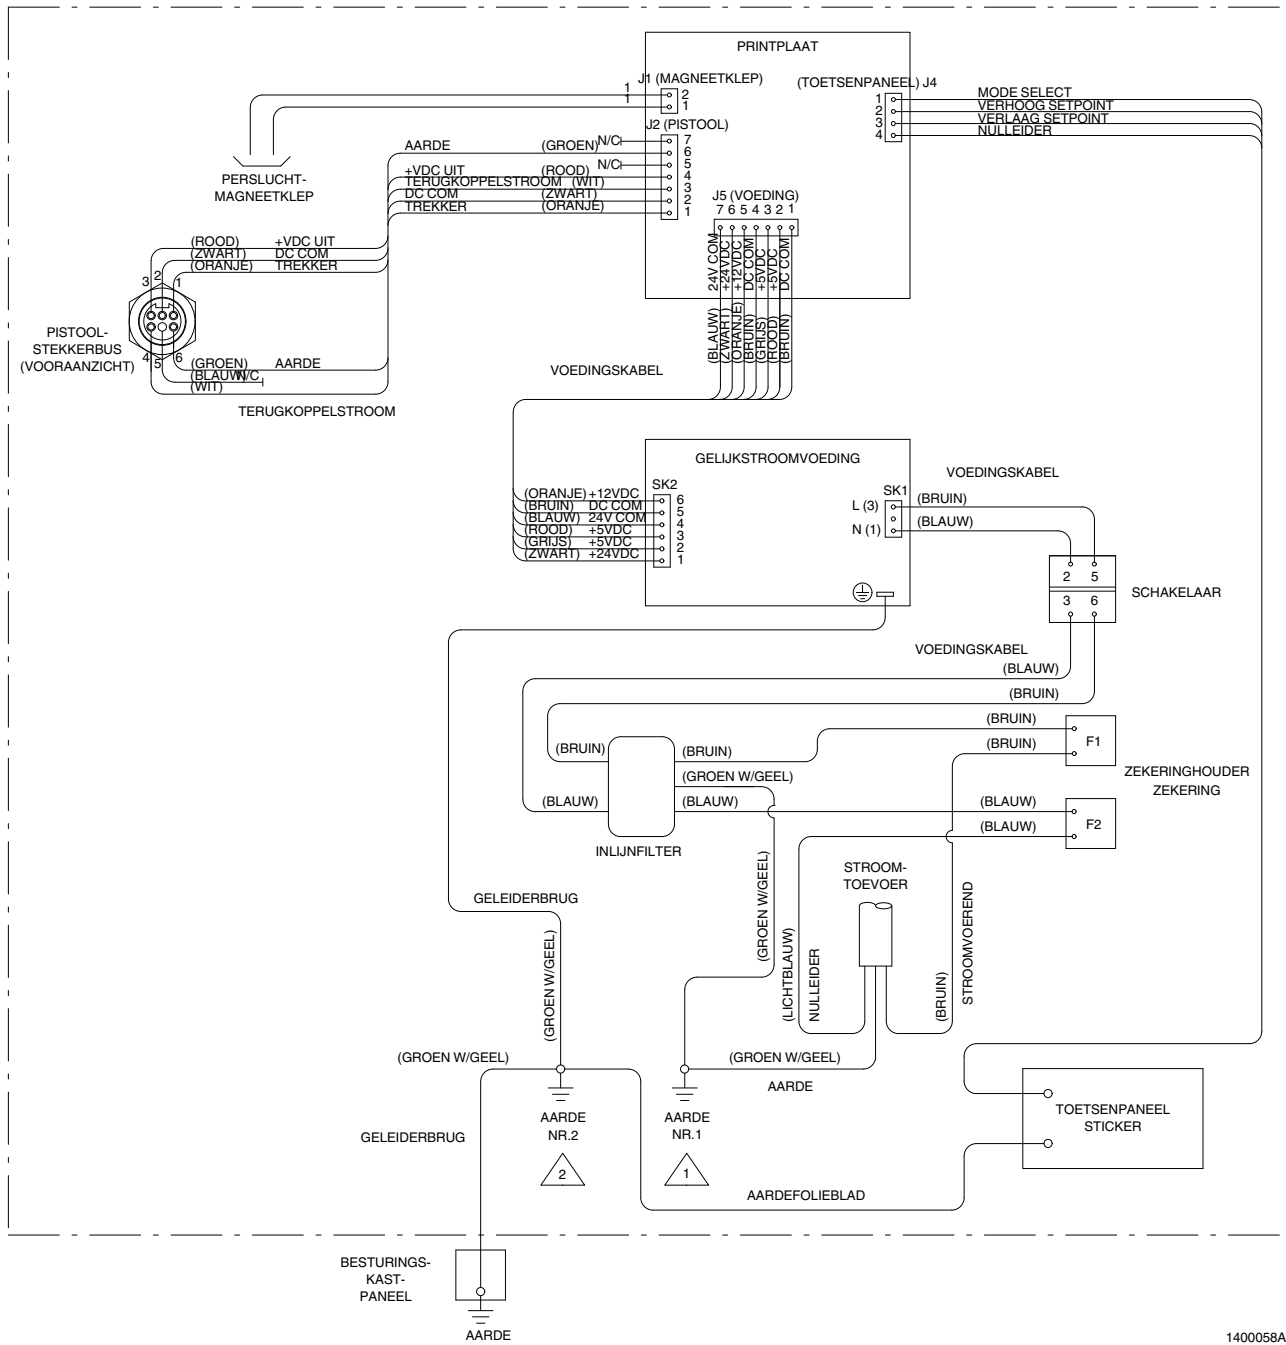 PRINTPLAAT
J1 (MAGNEETKLEP)
1 2
1 1
(TOETSENPANEEL) J4
1 MODE SELECT
2 VERHOOG SETPOINT
3 VERLAAG SETPOINT
4 NULLEIDER
J2 (PISTOOL)
N/C 7
AARDE (GROEN) 6
N/C 5
+VDC UIT (ROOD) 4
TERUGKOPPELSTROOM (WIT) 3
DC COM (ZWART) 2
TREKKER (ORANJE) 1
PERSLUCHT-
MAGNEETKLEP
J5 (VOEDING)
7 6 5 4 3 2 1
24V COM
+24VDC
+12VDC
DC COM
+5VDC
+5VDC
DC COM
(BLAUW)
(ZWART)
(ORANJE)
(BRUIN)
(GRIJS)
(ROOD)
(BRUIN)
(ROOD) +VDC UIT
(ZWART) DC COM
(ORANJE) TREKKER
3 2 1
PISTOOL-
STEKKERBUS
(VOORAANZICHT)
4 5 6
(GROEN) AARDE
(BLAUW) N/C
(WIT)
TERUGKOPPELSTROOM
VOEDINGSKABEL
GELIJKSTROOMVOEDING
SK2
(ORANJE) +12VDC 6
(BRUIN) DC COM 5
(BLAUW) 24V COM 4
(ROOD) +5VDC 3
(GRIJS) +5VDC 2
(ZWART) +24VDC 1
SK1
L (3)
N (1)
VOEDINGSKABEL
(BRUIN)
(BLAUW)
2 5
3 6
SCHAKELAAR
VOEDINGSKABEL
(BLAUW)
(BRUIN)
(BRUIN)
(BRUIN)
F1
(BRUIN)
(BRUIN)
(GROEN W/GEEL)
ZEKERINGHOUDER
ZEKERING
(BLAUW)
(BLAUW)
(BLAUW)
(BLAUW)
F2
INLIJNFILTER
STROOM-
TOEVOER
GELEIDERBRUG
(GROEN W/GEEL)
(GROEN W/GEEL)
(LICHTBLAUW)
NULLEIDER
(BRUIN)
STROOMVOEREND
(GROEN W/GEEL)
(GROEN W/GEEL)
AARDE
AARDE
NR.2
2
AARDE
NR.1
1
GELEIDERBRUG
TOETSENPANEEL
STICKER
AARDEFOLIEBLAD
BESTURINGS-
KAST-
PANEEL
AARDE
1400058A